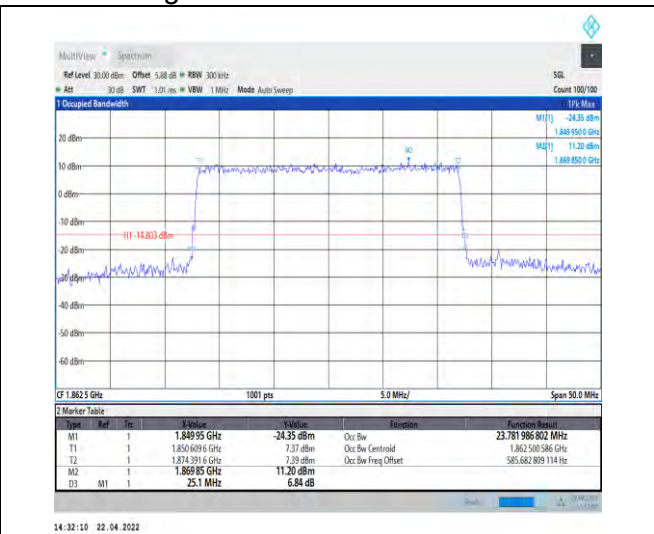 MultiView Spectrum
Ref Level 30.00 dBm Offset 5.88 dB RBW 300 kHz SGL
Att 30 dB SWT 1.01 ms VBW 1 MHz Mode Auto Sweep Count 100/100
1 Occupied Bandwidth 1Pk Max
M1[1] -24.35 dBm
1.849 950 0 GHz
M2[1] 11.20 dBm
1.869 850 0 GHz
20 dBm
10 dBm
0 dBm
-10 dBm
H1 -14.803 dBm
-20 dBm
-30 dBm
-40 dBm
-50 dBm
-60 dBm
M2
CF 1.862 5 GHz 1001 pts 5.0 MHz/ Span 50.0 MHz
2 Marker Table
Type Ref Trc X-Value Y-Value Function Function Result
M1 1 1.849 95 GHz -24.35 dBm Occ Bw 23.781 986 802 MHz
T1 1 1.850 609 6 GHz 7.37 dBm Occ Bw Centroid 1.862 500 586 GHz
T2 1 1.874 391 6 GHz 7.39 dBm Occ Bw Freq Offset 585.682 809 114 Hz
M2 1 1.869 85 GHz 11.20 dBm
D3 M1 1 25.1 MHz 6.84 dB
14:32:10 22.04.2022